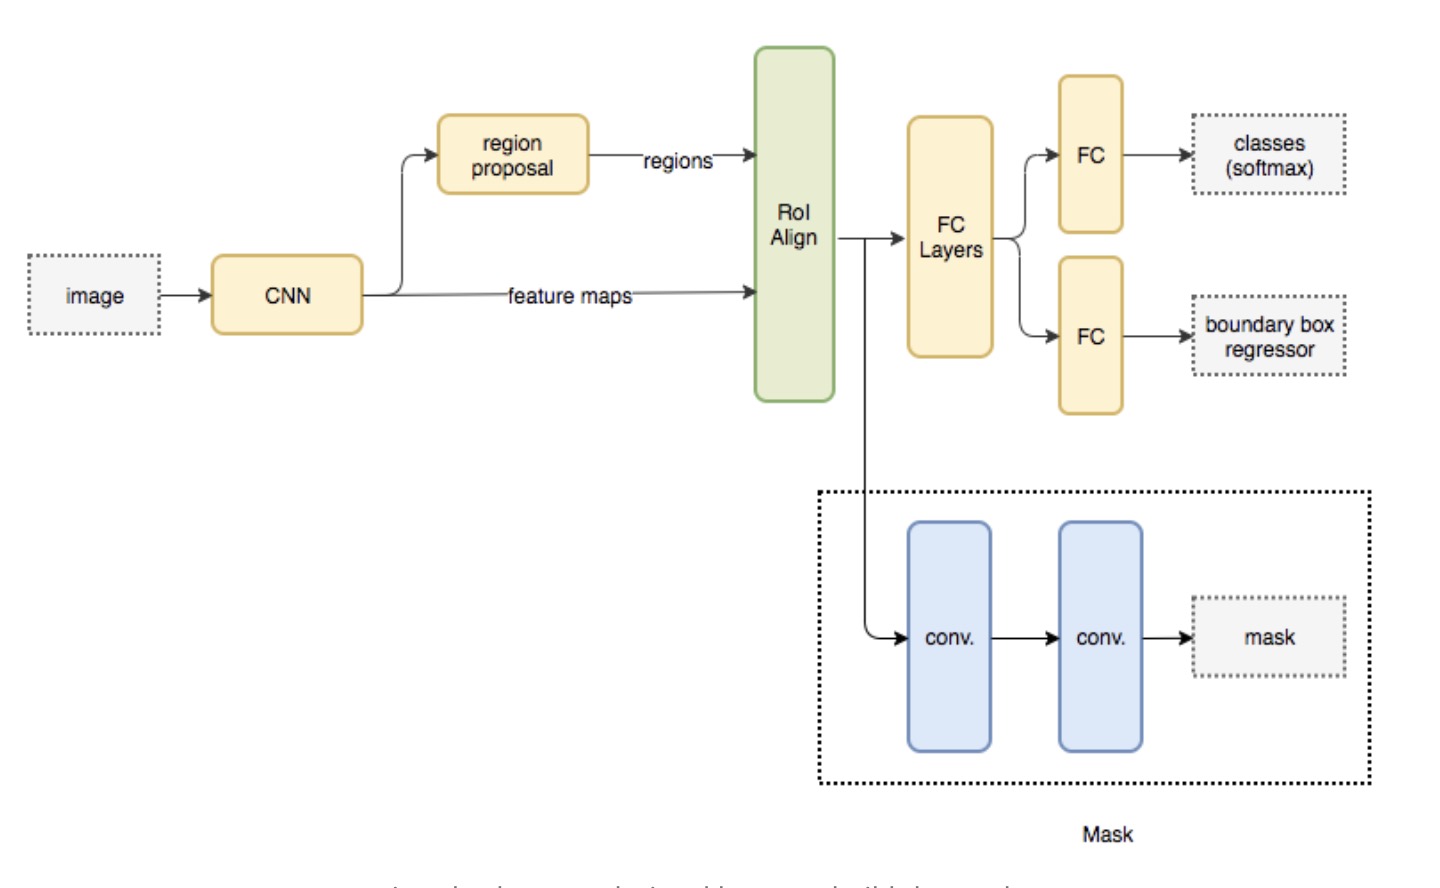 region
proposal
regions
image
CNN
feature maps
RoI
Align
FC
Layers
FC
classes
(softmax)
FC
boundary box
regressor
conv.
conv.
mask
Mask